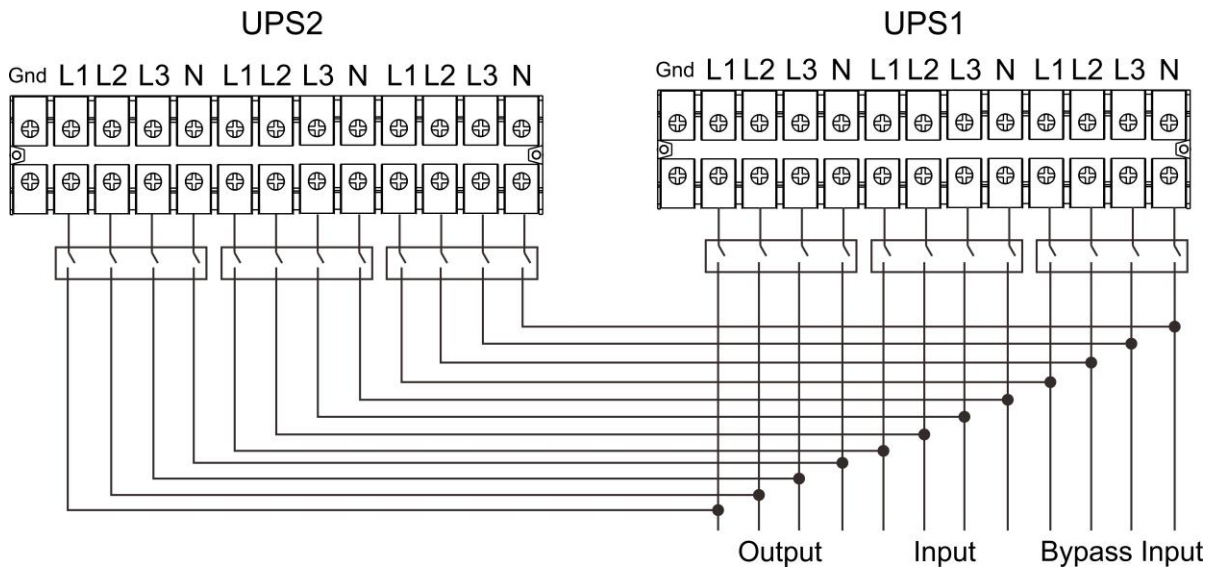 UPS2
UPS1
Gnd L1 L2 L3 N L1 L2 L3 N L1 L2 L3 N
Gnd L1 L2 L3 N L1 L2 L3 N L1 L2 L3 N
Output
Input
Bypass Input